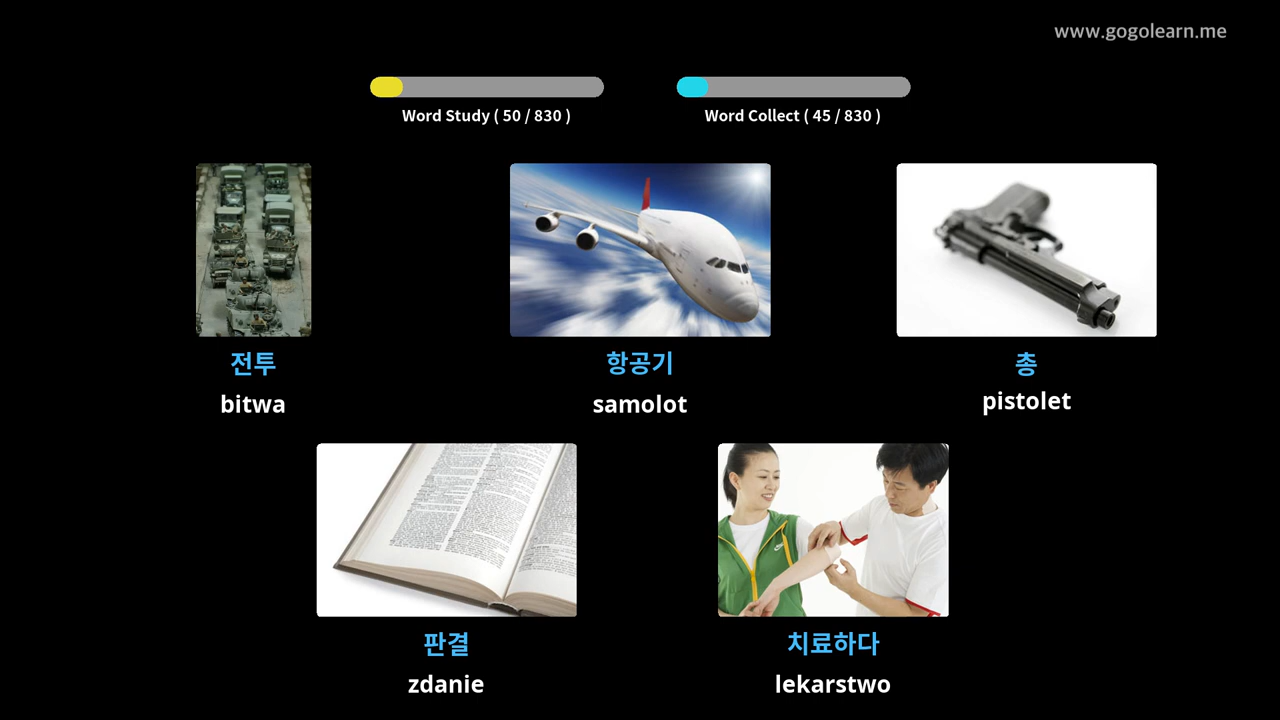 www.gogolearn.me
Word Study ( 50 / 830 )
Word Collect ( 45 / 830 )
전투
bitwa
항공기
samolot
총
pistolet
판결
zdanie
치료하다
lekarstwo